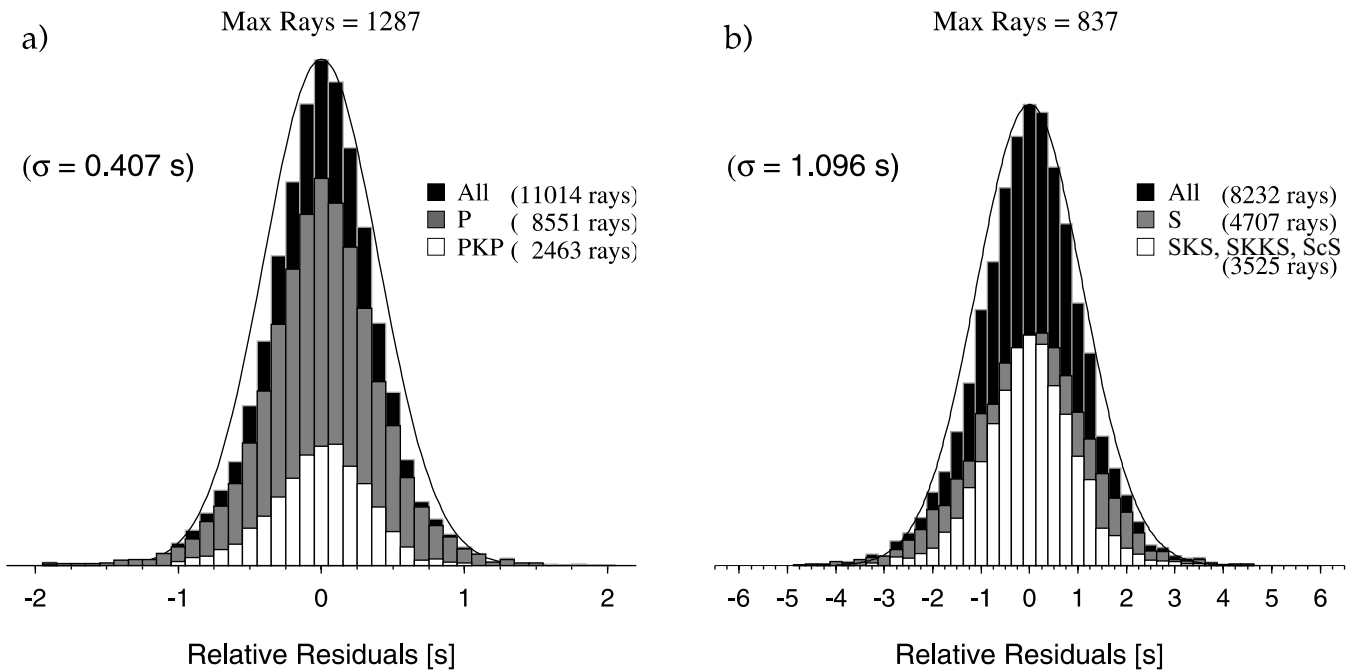 a)
Max Rays = 1287
(σ = 0.407 s)
All (11014 rays)
P ( 8551 rays)
PKP ( 2463 rays)
-2 -1 0 1 2
Relative Residuals [s]
b)
Max Rays = 837
(σ = 1.096 s)
All (8232 rays)
S (4707 rays)
SKS, SKKS, ScS
(3525 rays)
-6 -5 -4 -3 -2 -1 0 1 2 3 4 5 6
Relative Residuals [s]